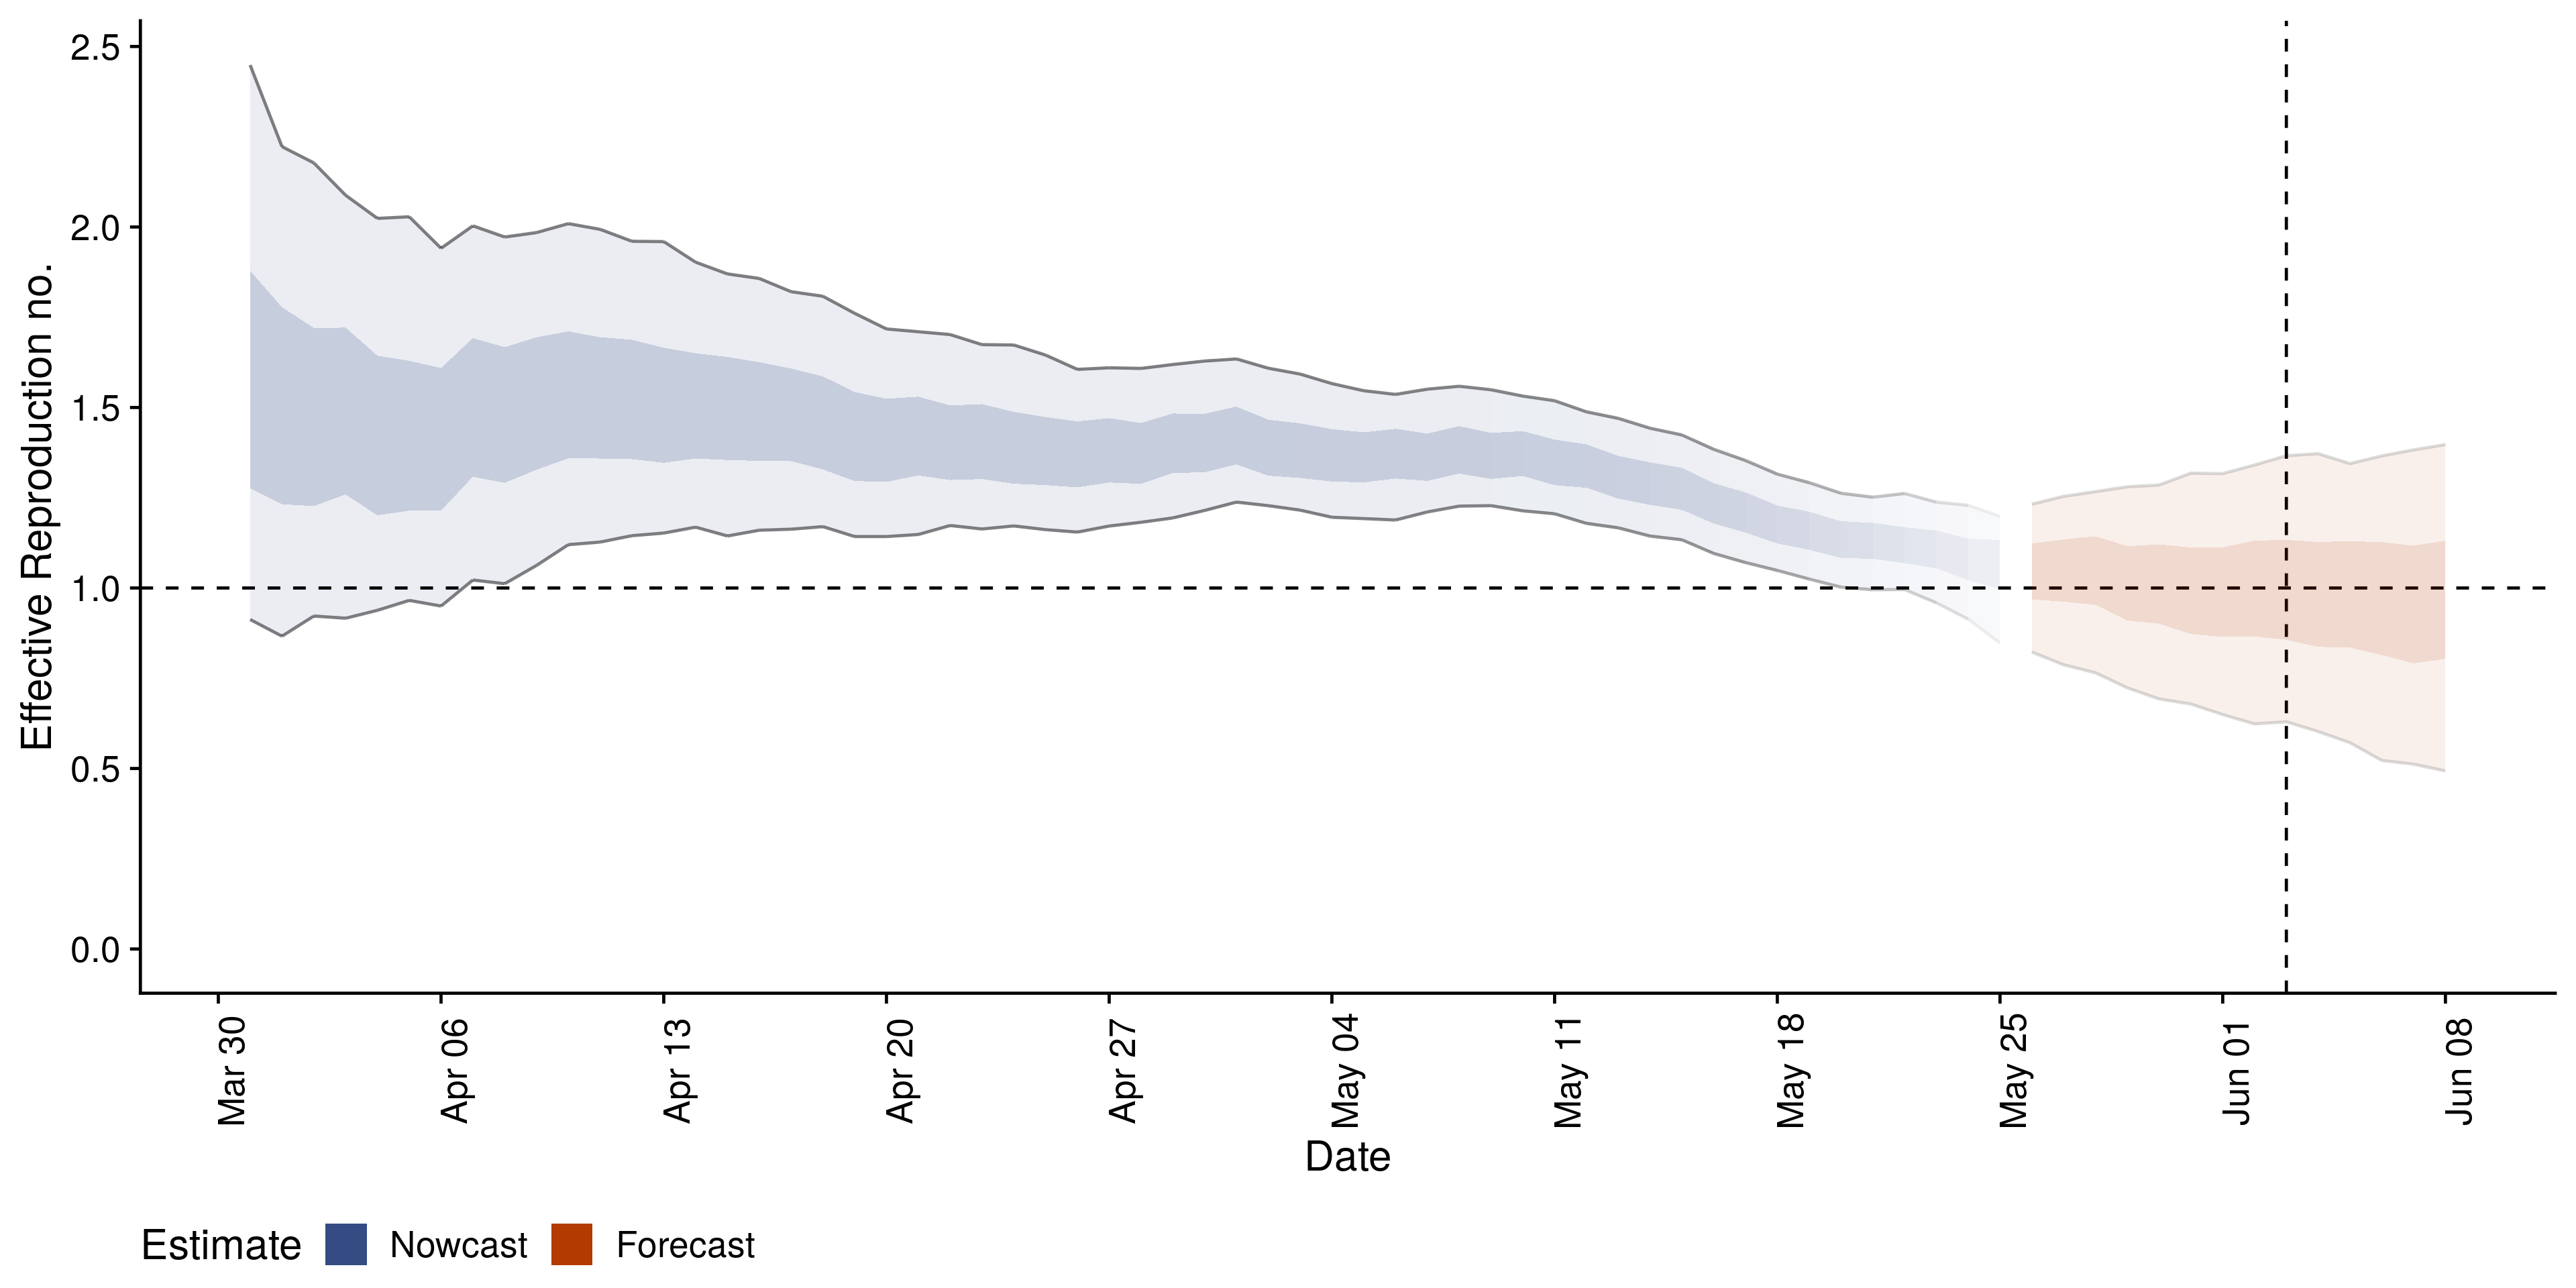 Effective Reproduction no.
2.5
2.0
1.5
1.0
0.5
0.0
Mar 30
Apr 06
Apr 13
Apr 20
Apr 27
May 04
May 11
May 18
May 25
Jun 01
Jun 08
Date
Estimate Nowcast Forecast